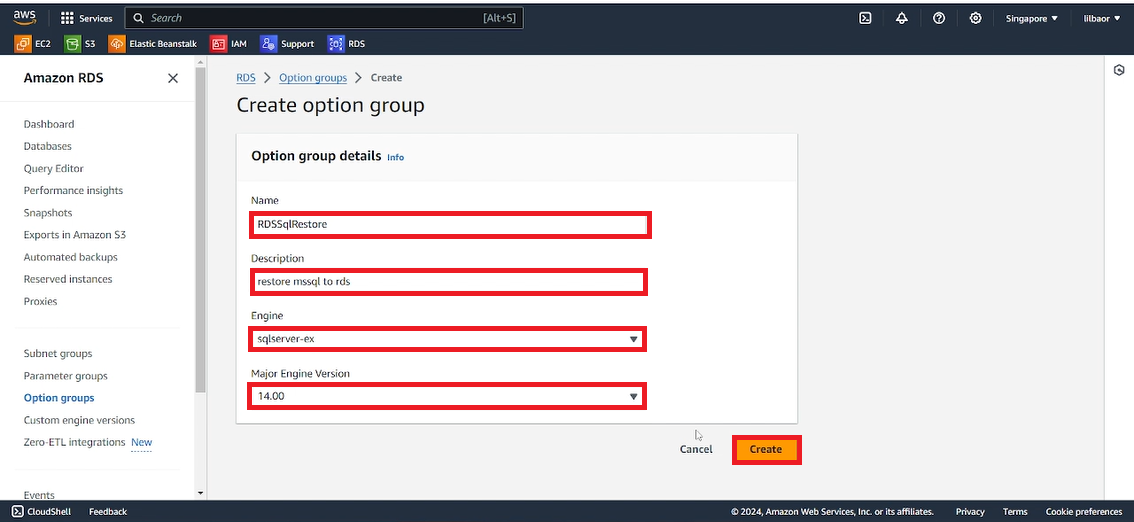 aws
Services
Search
[Alt+S]
Singapore
lilbaor
EC2
S3
Elastic Beanstalk
IAM
Support
RDS
Amazon RDS
Dashboard
Databases
Query Editor
Performance insights
Snapshots
Exports in Amazon S3
Automated backups
Reserved instances
Proxies
Subnet groups
Parameter groups
Option groups
Custom engine versions
Zero-ETL integrations New
Events
RDS > Option groups > Create
Create option group
Option group details Info
Name
RDSSqlRestore
Description
restore mssql to rds
Engine
sqlserver-ex
Major Engine Version
14.00
Cancel
Create
CloudShell
Feedback
© 2024, Amazon Web Services, Inc. or its affiliates.
Privacy
Terms
Cookie preferences